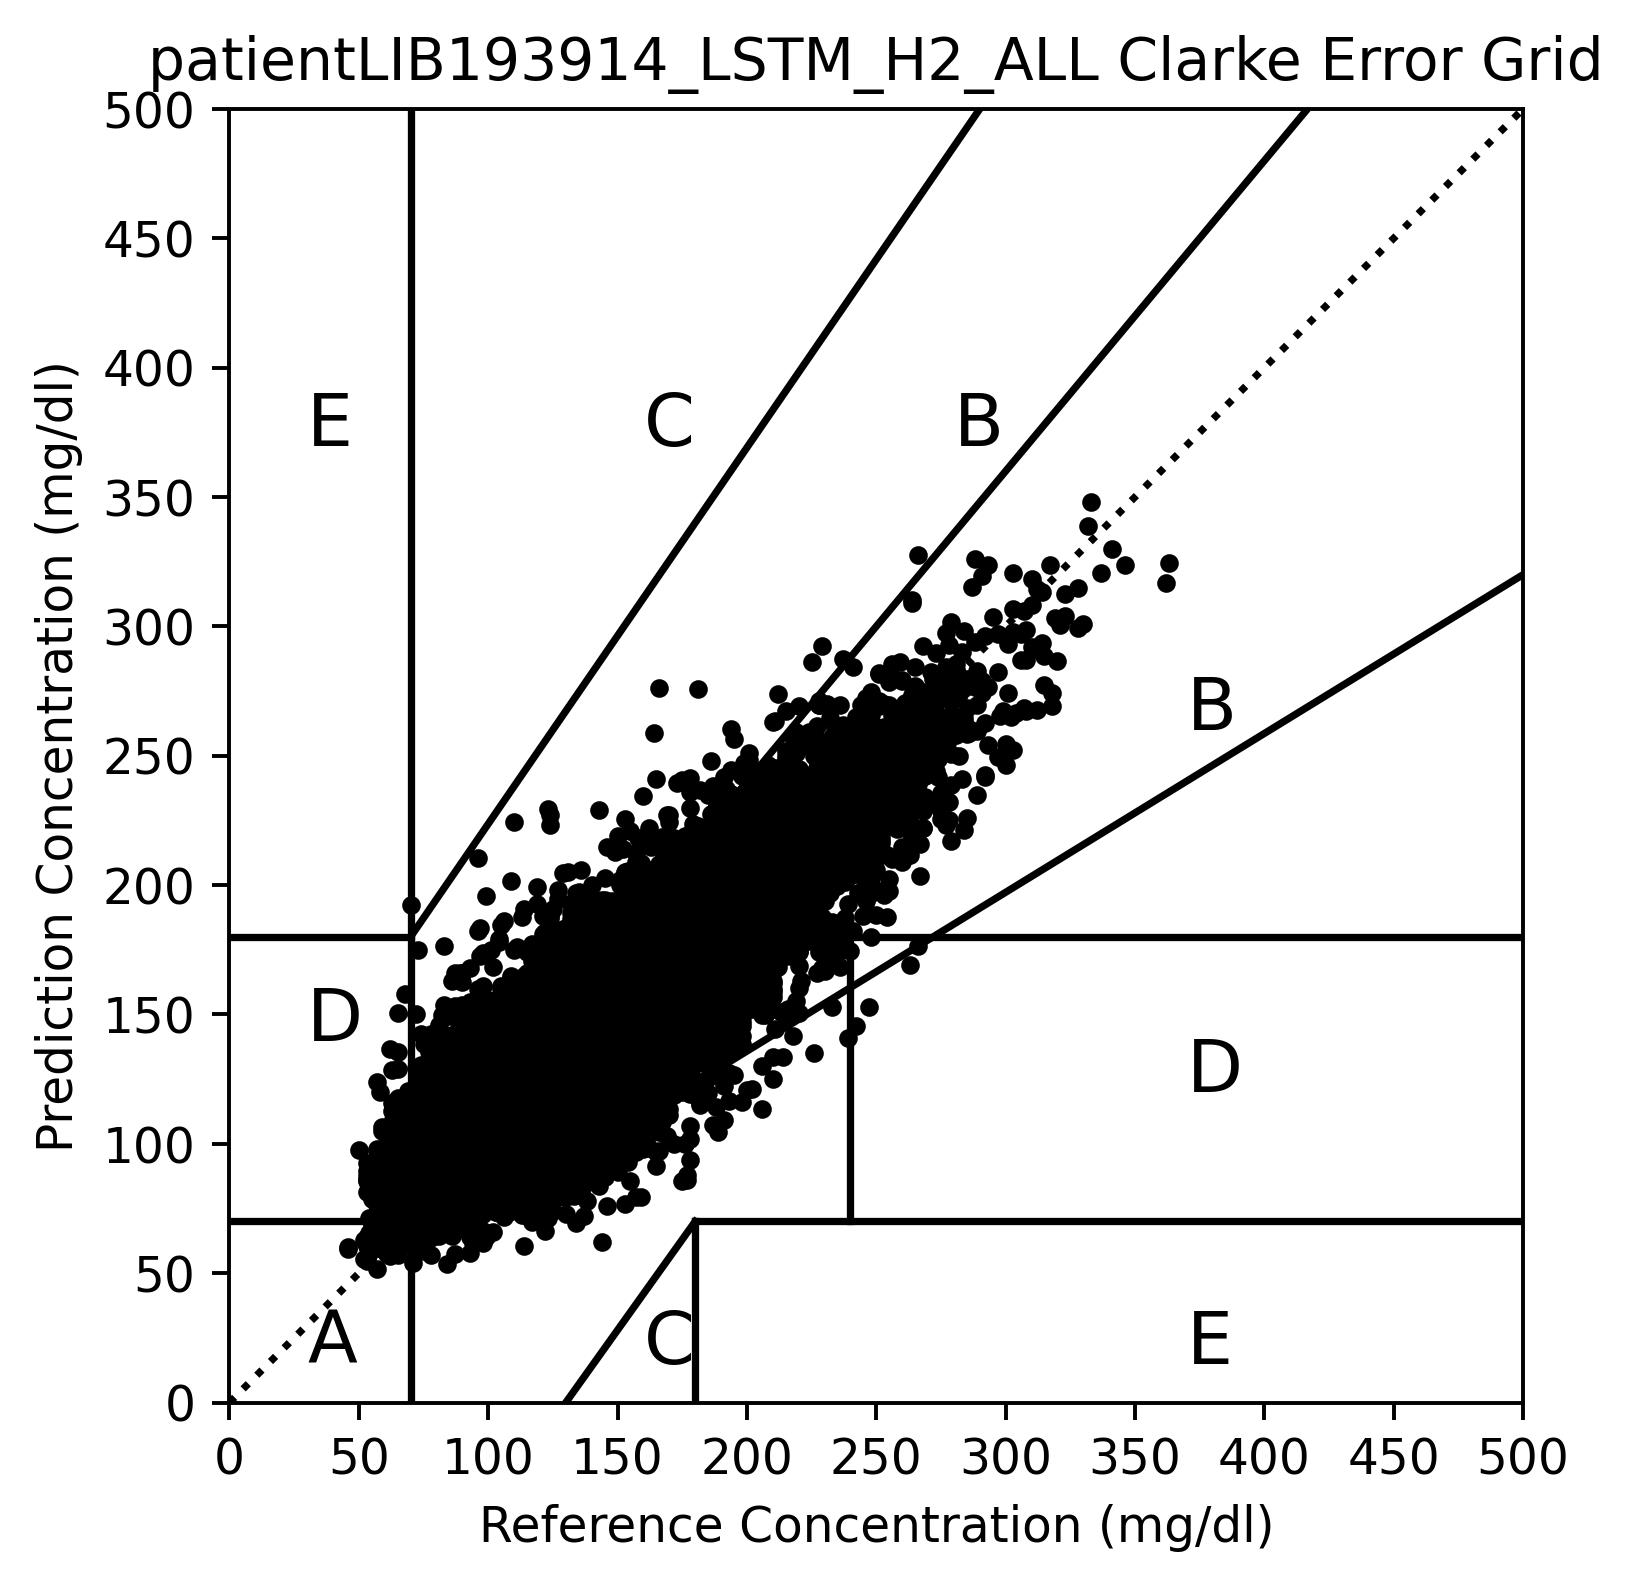 patientLIB193914_LSTM_H2_ALL Clarke Error Grid
500
450
400
350
300
250
200
150
100
50
0
Prediction Concentration (mg/dl)
E
C
B
B
D
D
A
C
E
0
50
100
150
200
250
300
350
400
450
500
Reference Concentration (mg/dl)